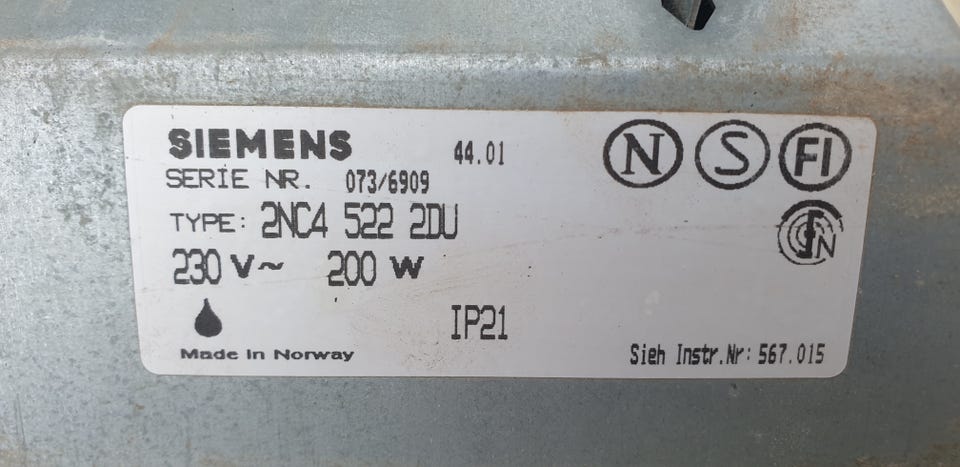 SIEMENS 44.01 N S FI
SERIE NR. 073/6909
TYPE: 2NC4 522 2DU
230 V~ 200 W
IP21
Made in Norway Sieh Instr.Nr: 567.015